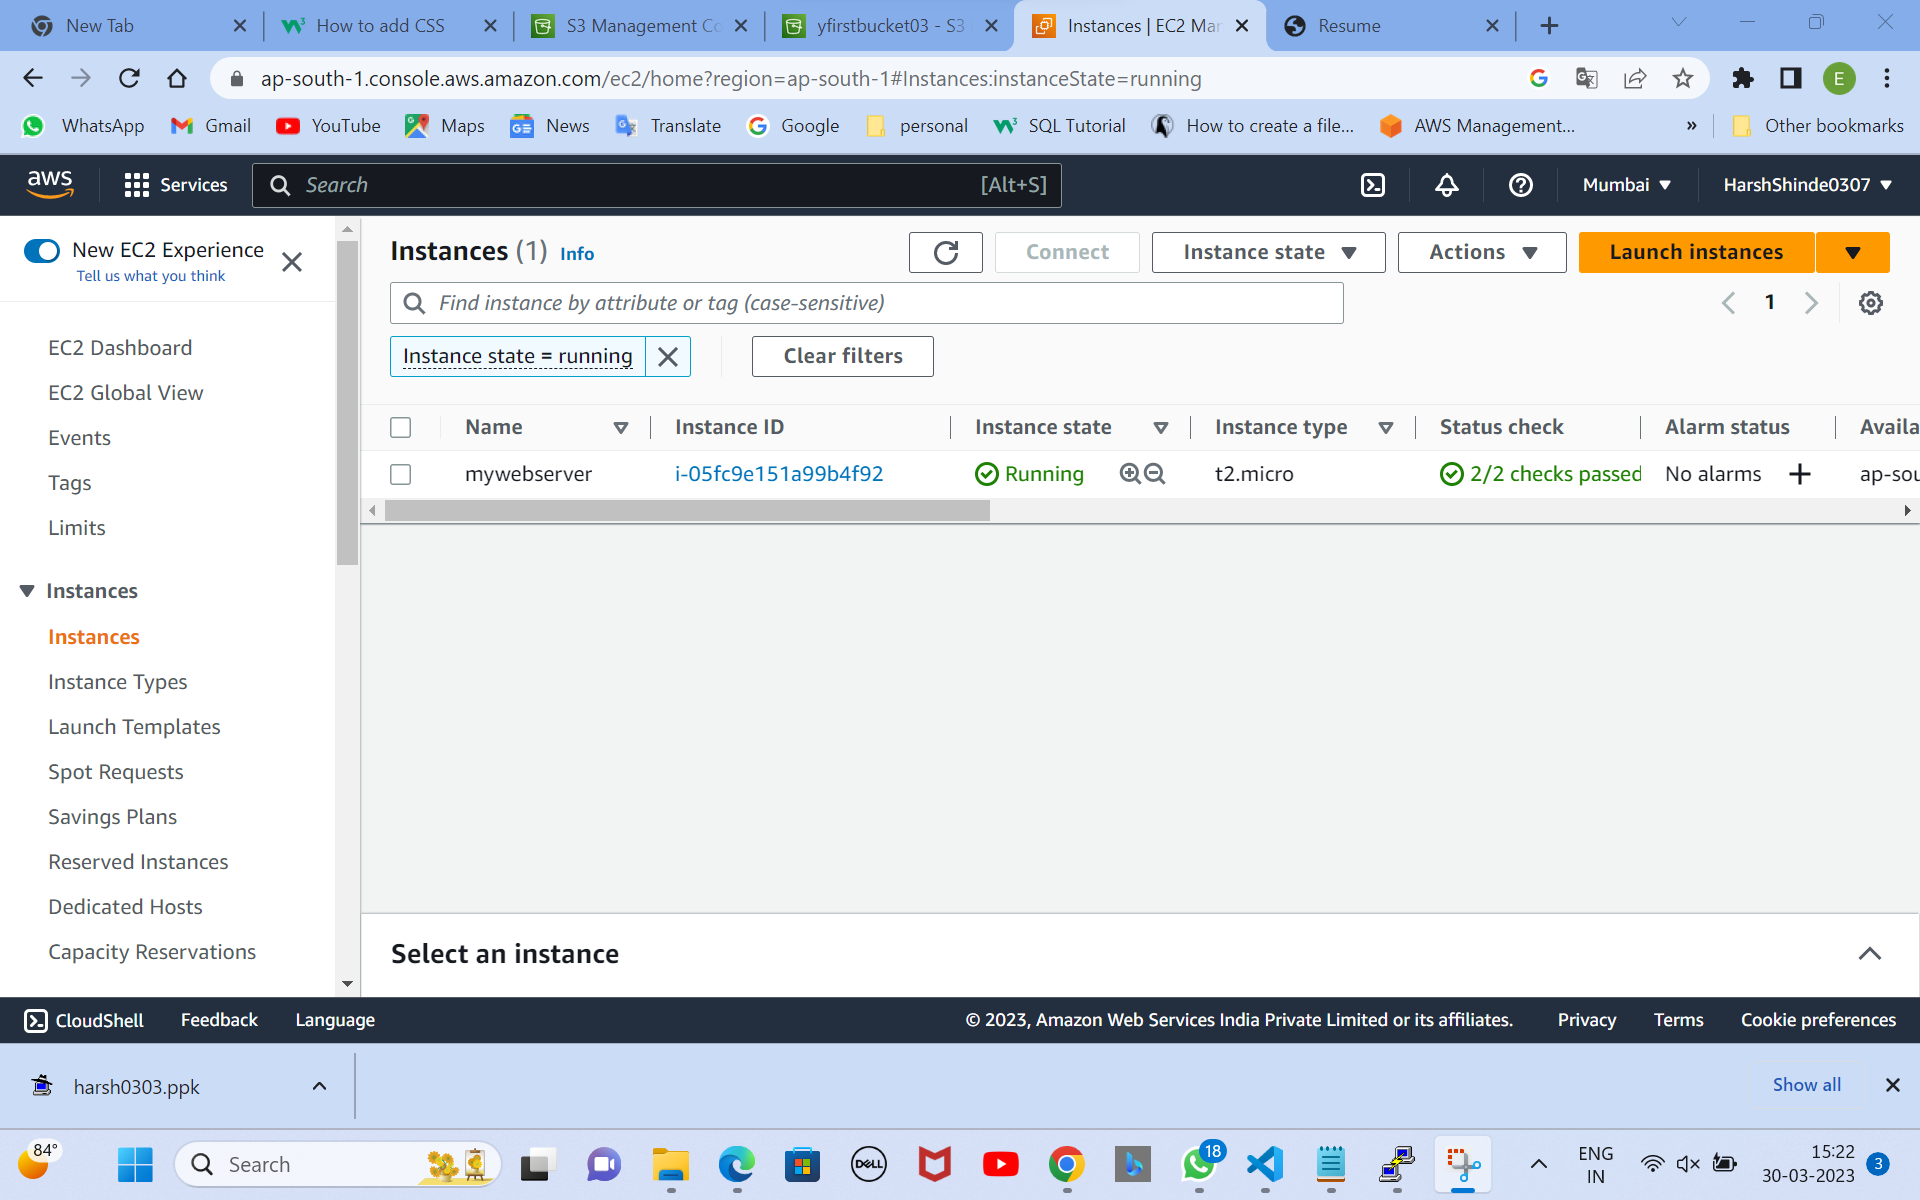 New Tab
How to add CSS
S3 Management Co
yfirstbucket03 - S3
Instances | EC2 Mar
Resume
ap-south-1.console.aws.amazon.com/ec2/home?region=ap-south-1#Instances:instanceState=running
E
WhatsApp
Gmail
YouTube
Maps
News
Translate
Google
personal
SQL Tutorial
How to create a file...
AWS Management...
»
Other bookmarks
aws
Services
Search
[Alt+S]
Mumbai
HarshShinde0307
New EC2 Experience
Tell us what you think
EC2 Dashboard
EC2 Global View
Events
Tags
Limits
Instances
Instances
Instance Types
Launch Templates
Spot Requests
Savings Plans
Reserved Instances
Dedicated Hosts
Capacity Reservations
Instances (1) Info
Connect
Instance state
Actions
Launch instances
Find instance by attribute or tag (case-sensitive)
1
Instance state = running
Clear filters
Name
Instance ID
Instance state
Instance type
Status check
Alarm status
Availa
mywebserver
i-05fc9e151a99b4f92
Running
t2.micro
2/2 checks passed
No alarms
ap-sou
Select an instance
CloudShell
Feedback
Language
© 2023, Amazon Web Services India Private Limited or its affiliates.
Privacy
Terms
Cookie preferences
harsh0303.ppk
Show all
84°
Search
DELL
18
ENG
IN
15:22
30-03-2023
3